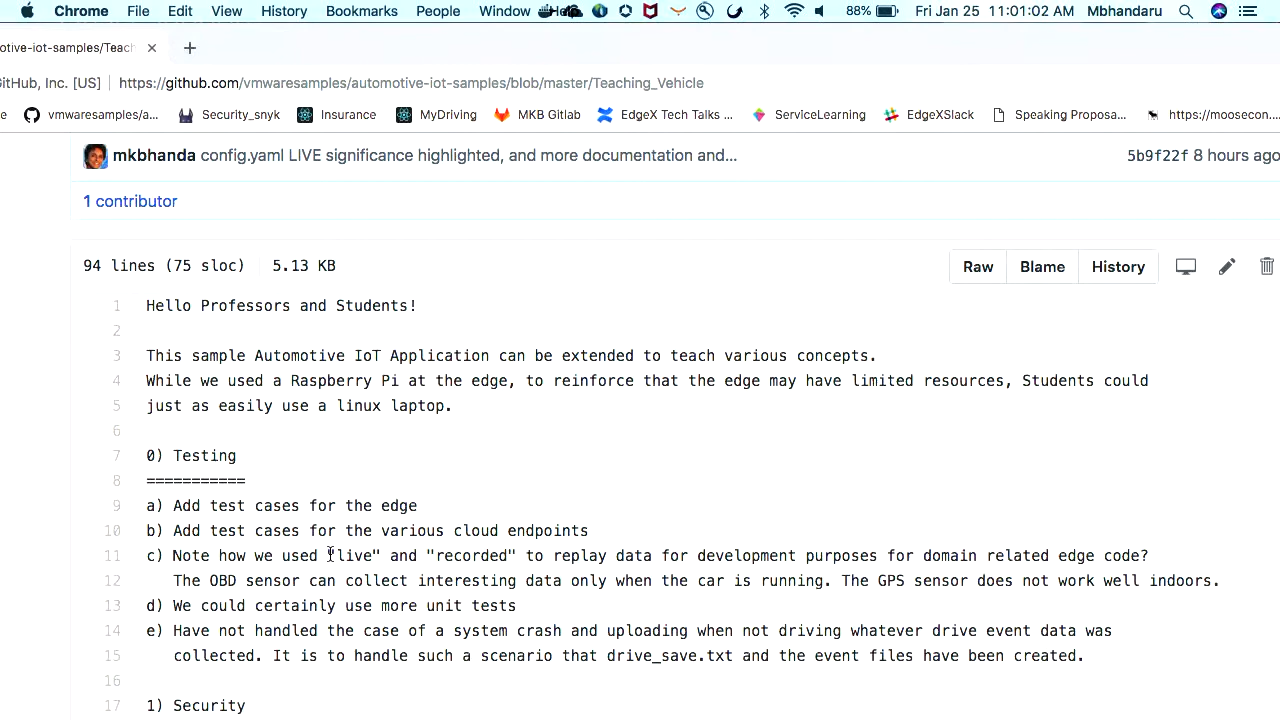 Chrome File Edit View History Bookmarks People Window 88% Fri Jan 25 11:01:02 AM Mbhandaru
otive-iot-samples/Teach
GitHub, Inc. [US] https://github.com/vmwaresamples/automotive-iot-samples/blob/master/Teaching_Vehicle
e vmwaresamples/a... Security_snyk Insurance MyDriving MKB Gitlab EdgeX Tech Talks ... ServiceLearning EdgeXSlack Speaking Proposa... https://moosecon....
mkbhanda config.yaml LIVE significance highlighted, and more documentation and... 5b9f22f 8 hours ago
1 contributor
94 lines (75 sloc) 5.13 KB Raw Blame History
1 Hello Professors and Students!
2
3 This sample Automotive IoT Application can be extended to teach various concepts.
4 While we used a Raspberry Pi at the edge, to reinforce that the edge may have limited resources, Students could
5 just as easily use a linux laptop.
6
7 0) Testing
8 ===========
9 a) Add test cases for the edge
10 b) Add test cases for the various cloud endpoints
11 c) Note how we used "live" and "recorded" to replay data for development purposes for domain related edge code?
12 The OBD sensor can collect interesting data only when the car is running. The GPS sensor does not work well indoors.
13 d) We could certainly use more unit tests
14 e) Have not handled the case of a system crash and uploading when not driving whatever drive event data was
15 collected. It is to handle such a scenario that drive_save.txt and the event files have been created.
16
17 1) Security